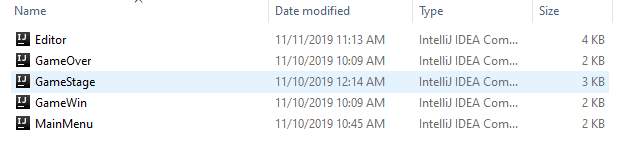 Name Date modified Type Size
Editor 11/11/2019 11:13 AM IntelliJ IDEA Com... 4 KB
GameOver 11/10/2019 10:09 AM IntelliJ IDEA Com... 2 KB
GameStage 11/10/2019 12:14 AM IntelliJ IDEA Com... 3 KB
GameWin 11/10/2019 10:09 AM IntelliJ IDEA Com... 2 KB
MainMenu 11/10/2019 10:45 AM IntelliJ IDEA Com... 2 KB